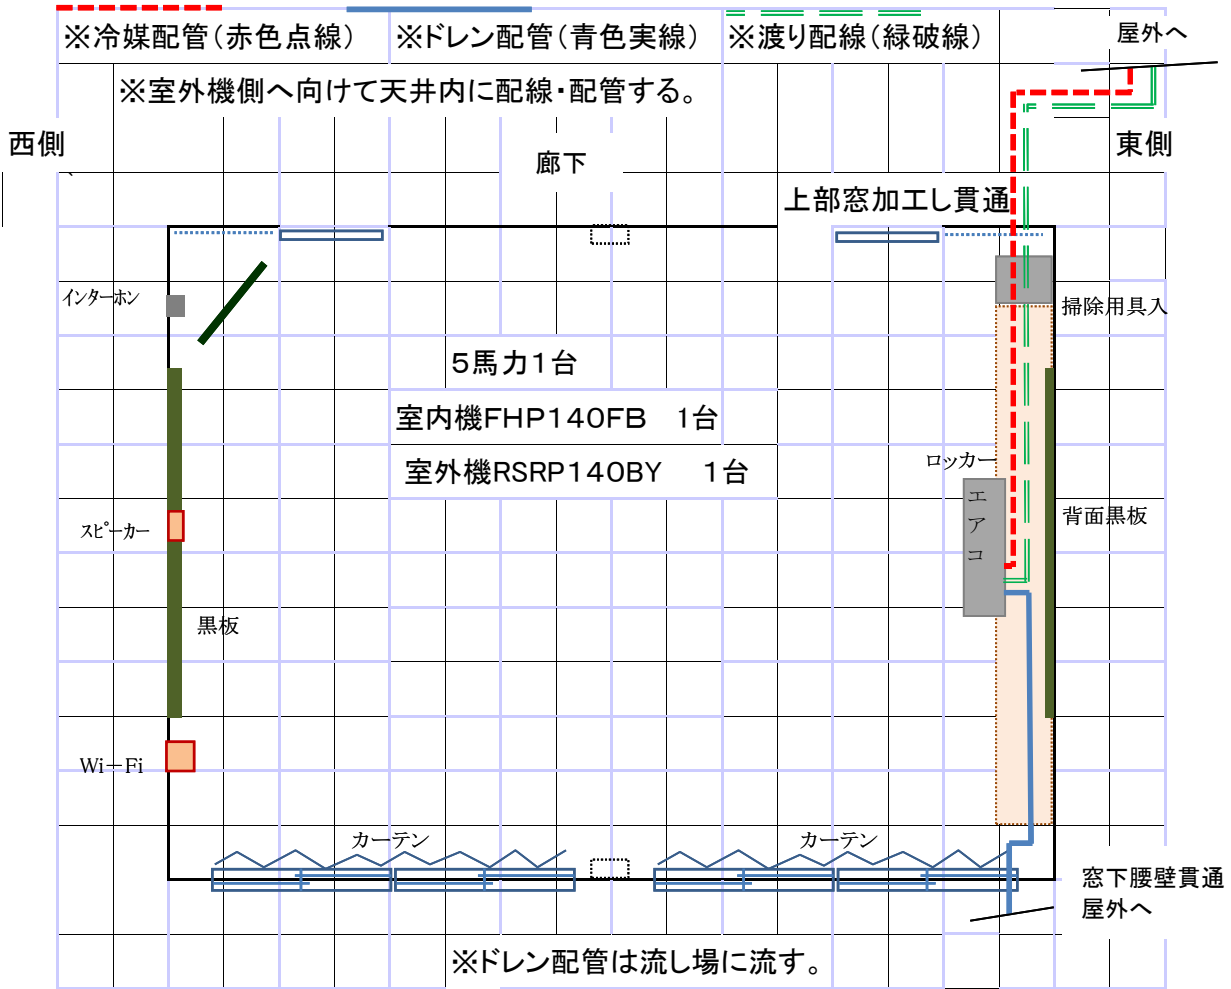 ※冷媒配管(赤色点線)
※ドレン配管(青色実線)
※渡り配線(緑破線)
屋外へ
※室外機側へ向けて天井内に配線・配管する。
西側
廊下
東側
上部窓加工し貫通
インターホン
掃除用具入
5馬力1台
室内機FHP140FB 1台
室外機RSRP140BY 1台
ロッカー
エアコ
スピーカー
背面黒板
黒板
Wi-Fi
カーテン
カーテン
窓下腰壁貫通
屋外へ
※ドレン配管は流し場に流す。